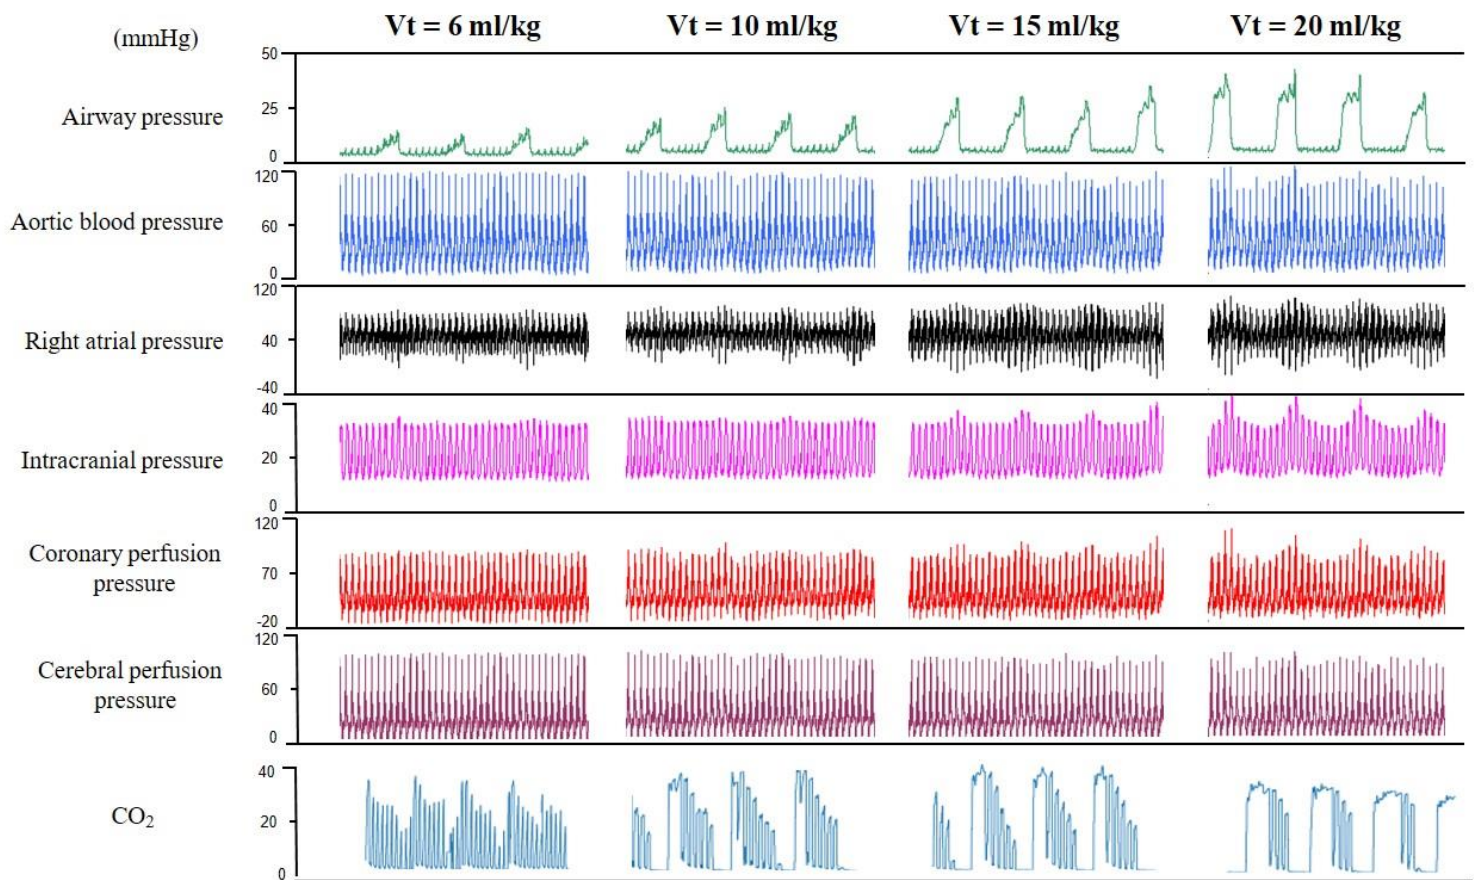 Vt = 6 ml/kg Vt = 10 ml/kg Vt = 15 ml/kg Vt = 20 ml/kg
(mmHg)
50
Airway pressure
25
0
120
Aortic blood pressure
60
0
120
Right atrial pressure
40
-40
40
Intracranial pressure
20
0
120
Coronary perfusion
pressure
70
-20
120
Cerebral perfusion
pressure
60
0
40
CO₂
20
0